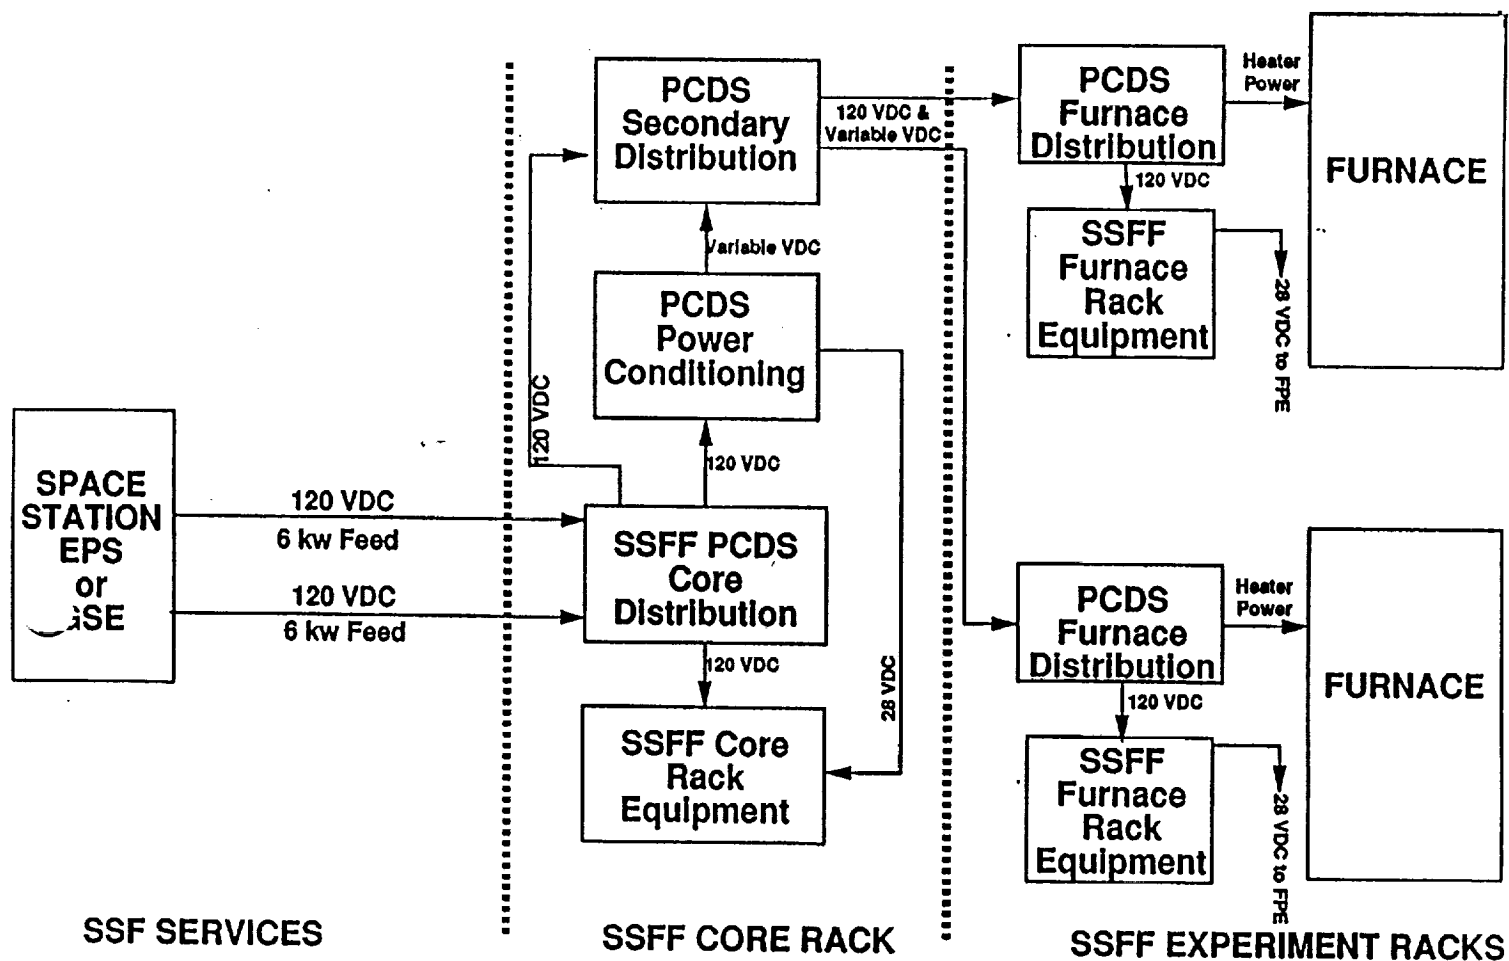 PCDS
Secondary
Distribution
120 VDC &
Variable VDC
PCDS
Furnace
Distribution
Heater
Power
FURNACE
120 VDC
SSFF
Furnace
Rack
Equipment
28 VDC to FPE
Variable VDC
PCDS
Power
Conditioning
120 VDC
120 VDC
SPACE
STATION
EPS
or
120 VDC
6 kw Feed
120 VDC
6 kw Feed
SSFF PCDS
Core
Distribution
120 VDC
28 VDC
SSFF Core
Rack
Equipment
PCDS
Furnace
Distribution
Heater
Power
FURNACE
120 VDC
SSFF
Furnace
Rack
Equipment
28 VDC to FPE
SSF SERVICES
SSFF CORE RACK
SSFF EXPERIMENT RACKS